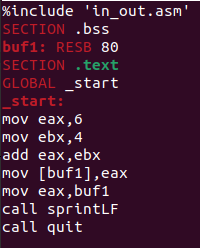 %include 'in_out.asm'
SECTION .bss
buf1: RESB 80
SECTION .text
GLOBAL _start
_start:
mov eax,6
mov ebx,4
add eax,ebx
mov [buf1],eax
mov eax,buf1
call sprintLF
call quit